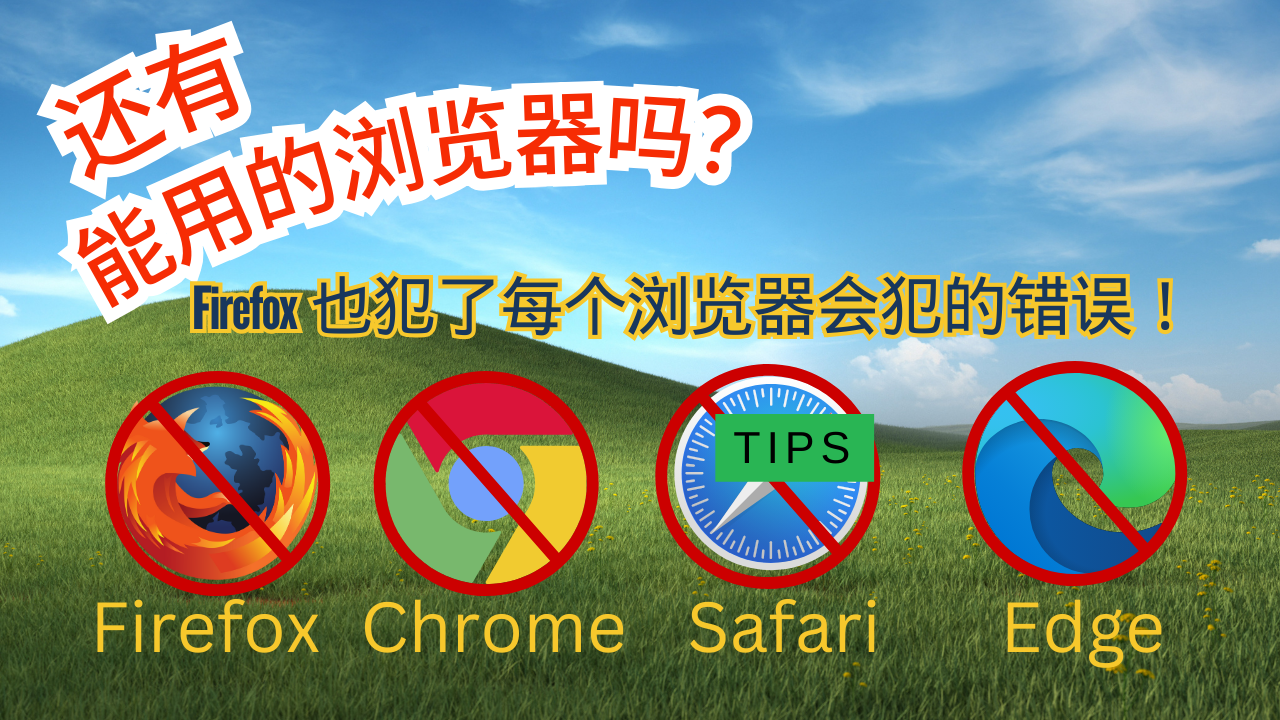 还有
能用的浏览器吗?
Firefox 也犯了每个浏览器会犯的错误！
TIPS
Firefox
Chrome
Safari
Edge